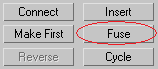 Connect Insert
Make First Fuse
Reverse Cycle